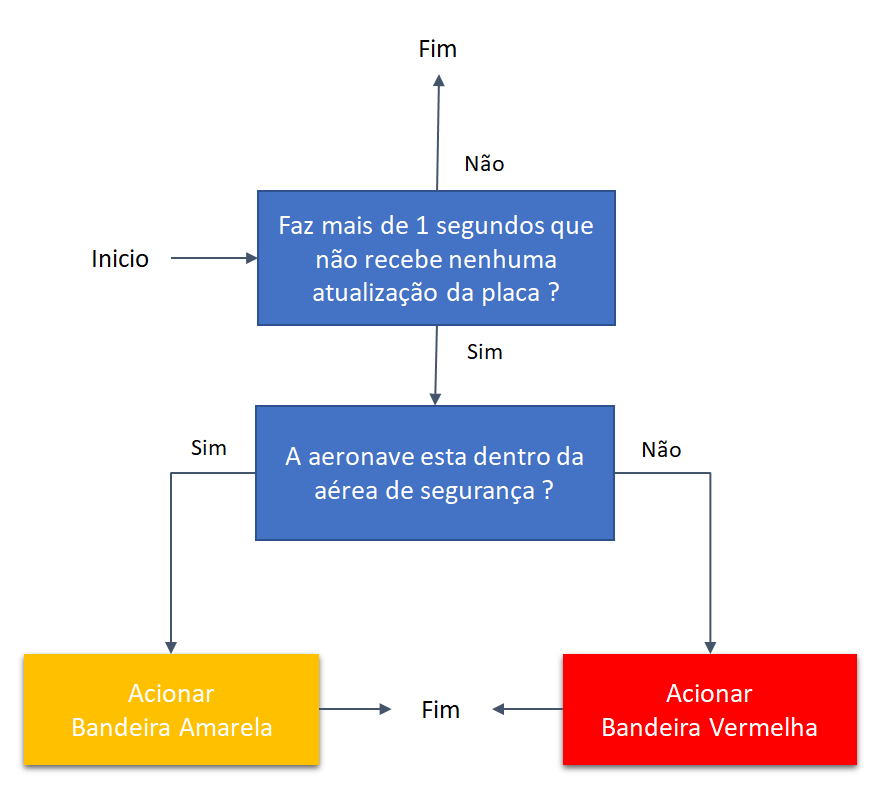 Fim
Não
Faz mais de 1 segundos que
não recebe nenhuma
atualização da placa ?
Inicio
Sim
A aeronave esta dentro da
aérea de segurança ?
Sim
Não
Acionar
Bandeira Amarela
Fim
Acionar
Bandeira Vermelha